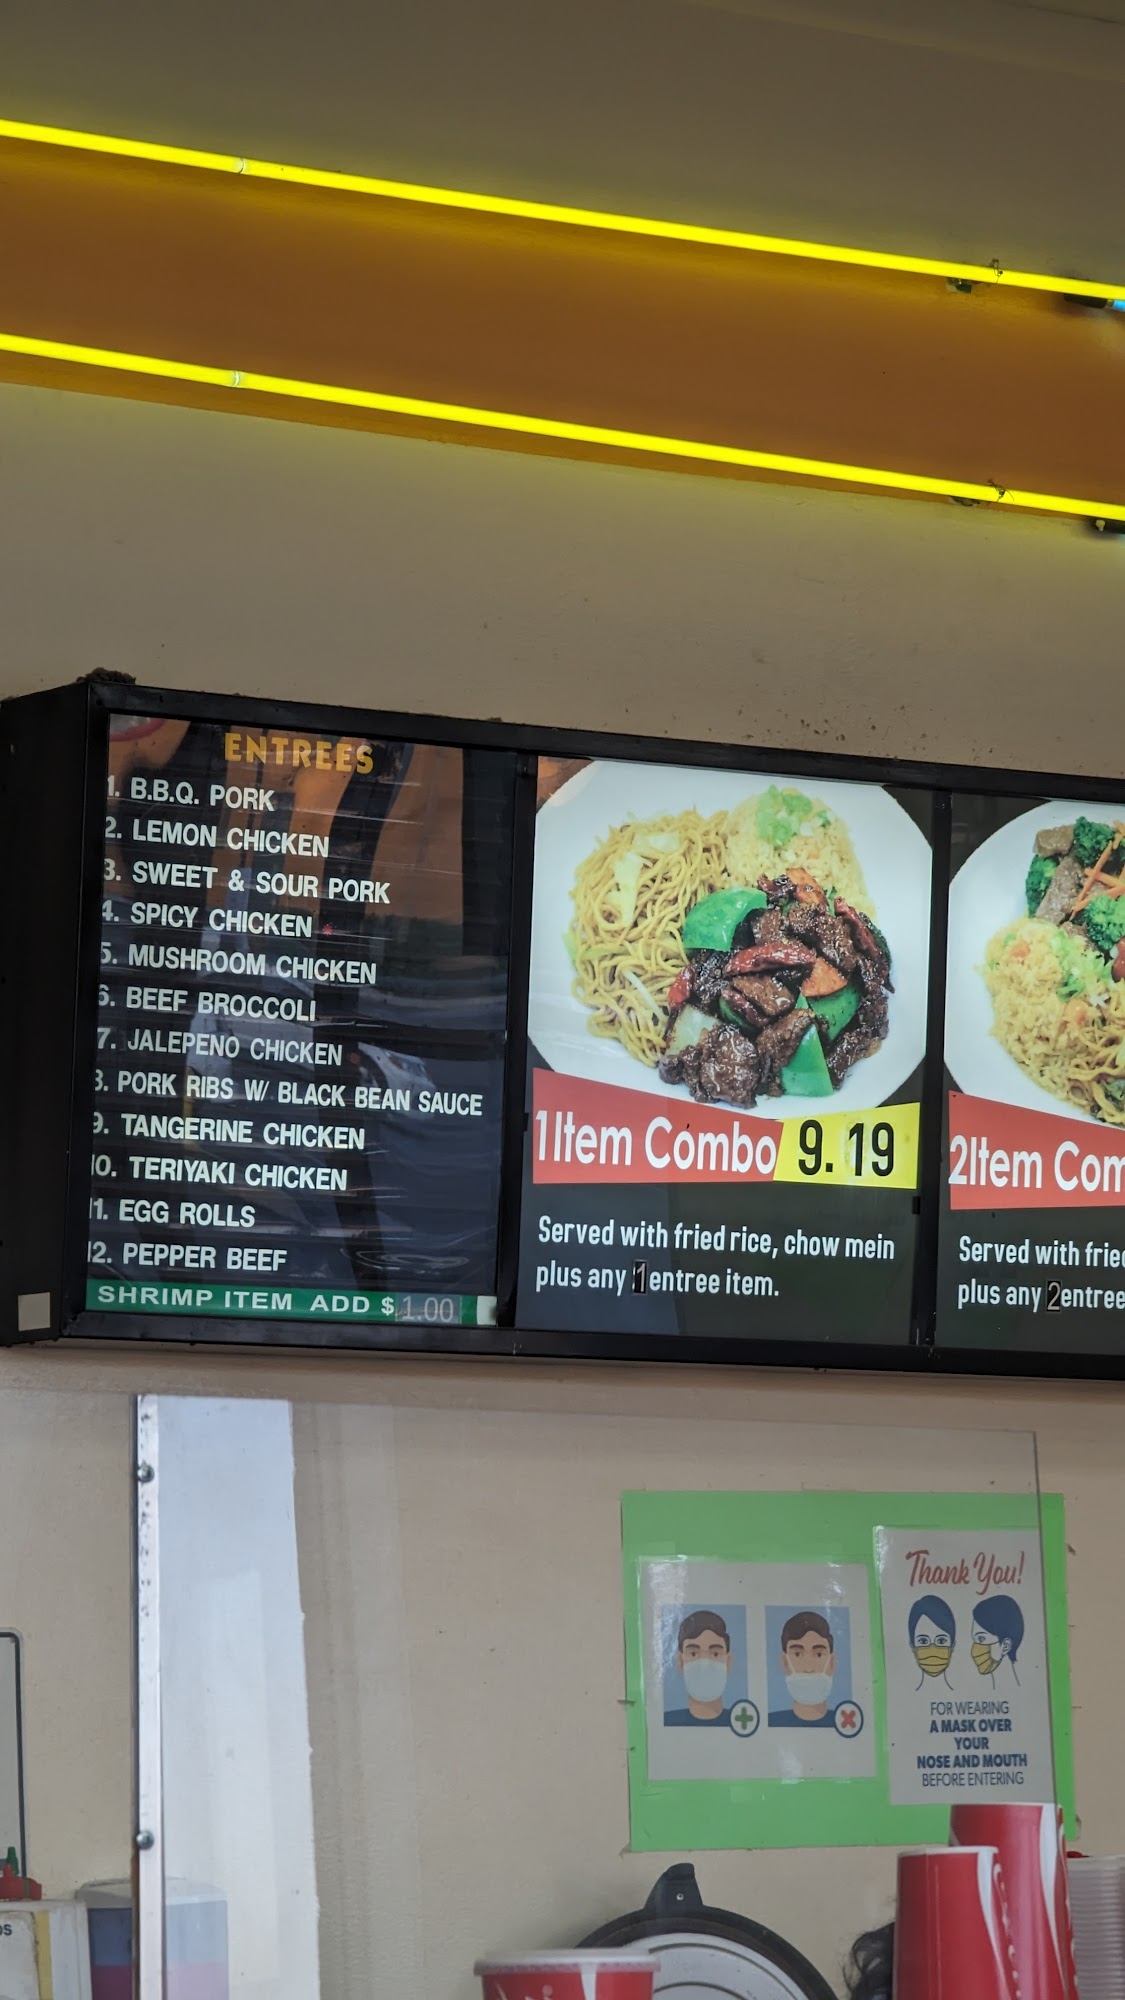 ENTREES
1. B.B.Q. PORK
2. LEMON CHICKEN
3. SWEET & SOUR PORK
4. SPICY CHICKEN
5. MUSHROOM CHICKEN
6. BEEF BROCCOLI
7. JALEPENO CHICKEN
8. PORK RIBS W/ BLACK BEAN SAUCE
9. TANGERINE CHICKEN
10. TERIYAKI CHICKEN
11. EGG ROLLS
12. PEPPER BEEF
SHRIMP ITEM ADD $1.00
1 Item Combo 9.19
Served with fried rice, chow mein
plus any 1 entree item.
2 Item Com
Served with frie
plus any 2 entree
Thank You!
FOR WEARING
A MASK OVER
YOUR
NOSE AND MOUTH
BEFORE ENTERING